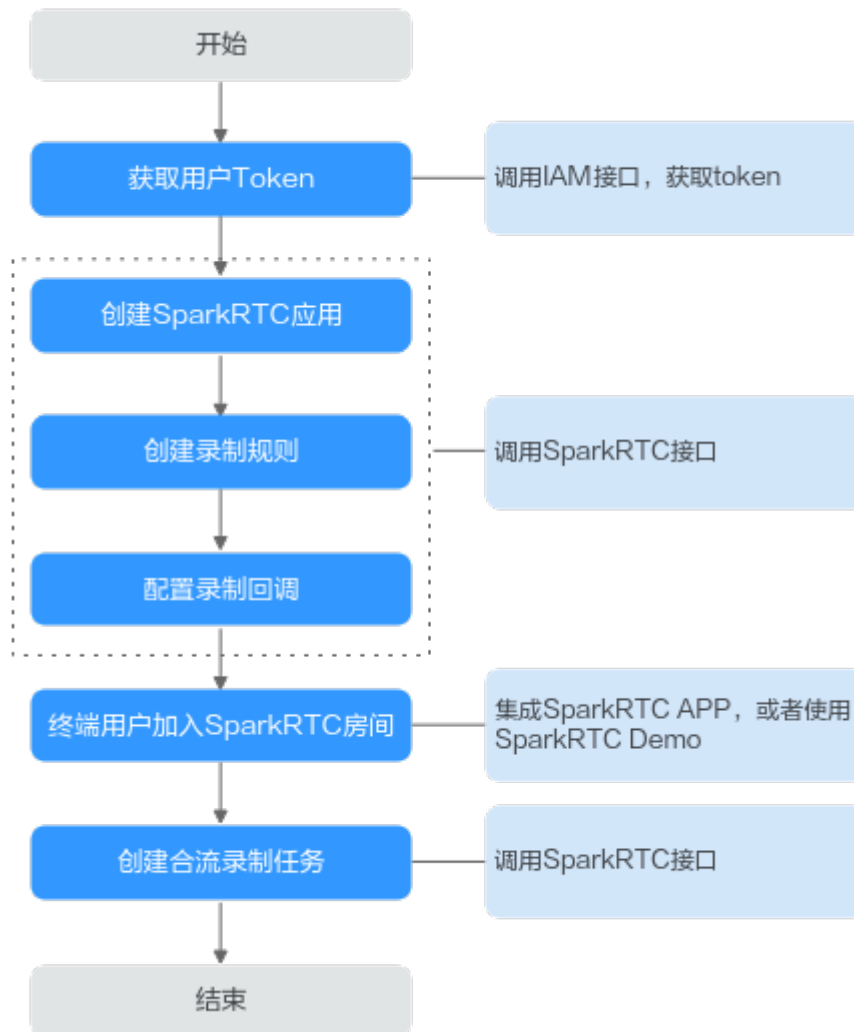 开始
获取用户Token
调用IAM接口，获取token
创建SparkRTC应用
创建录制规则
调用SparkRTC接口
配置录制回调
终端用户加入SparkRTC房间
集成SparkRTC APP，或者使用
SparkRTC Demo
创建合流录制任务
调用SparkRTC接口
结束